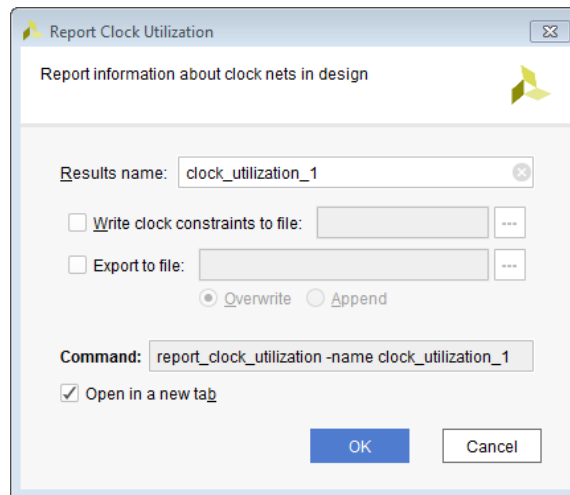 Report Clock Utilization
Report information about clock nets in design
Results name: clock_utilization_1
Write clock constraints to file: ---
Export to file: ---
Overwrite Append
Command: report_clock_utilization -name clock_utilization_1
Open in a new tab
OK Cancel